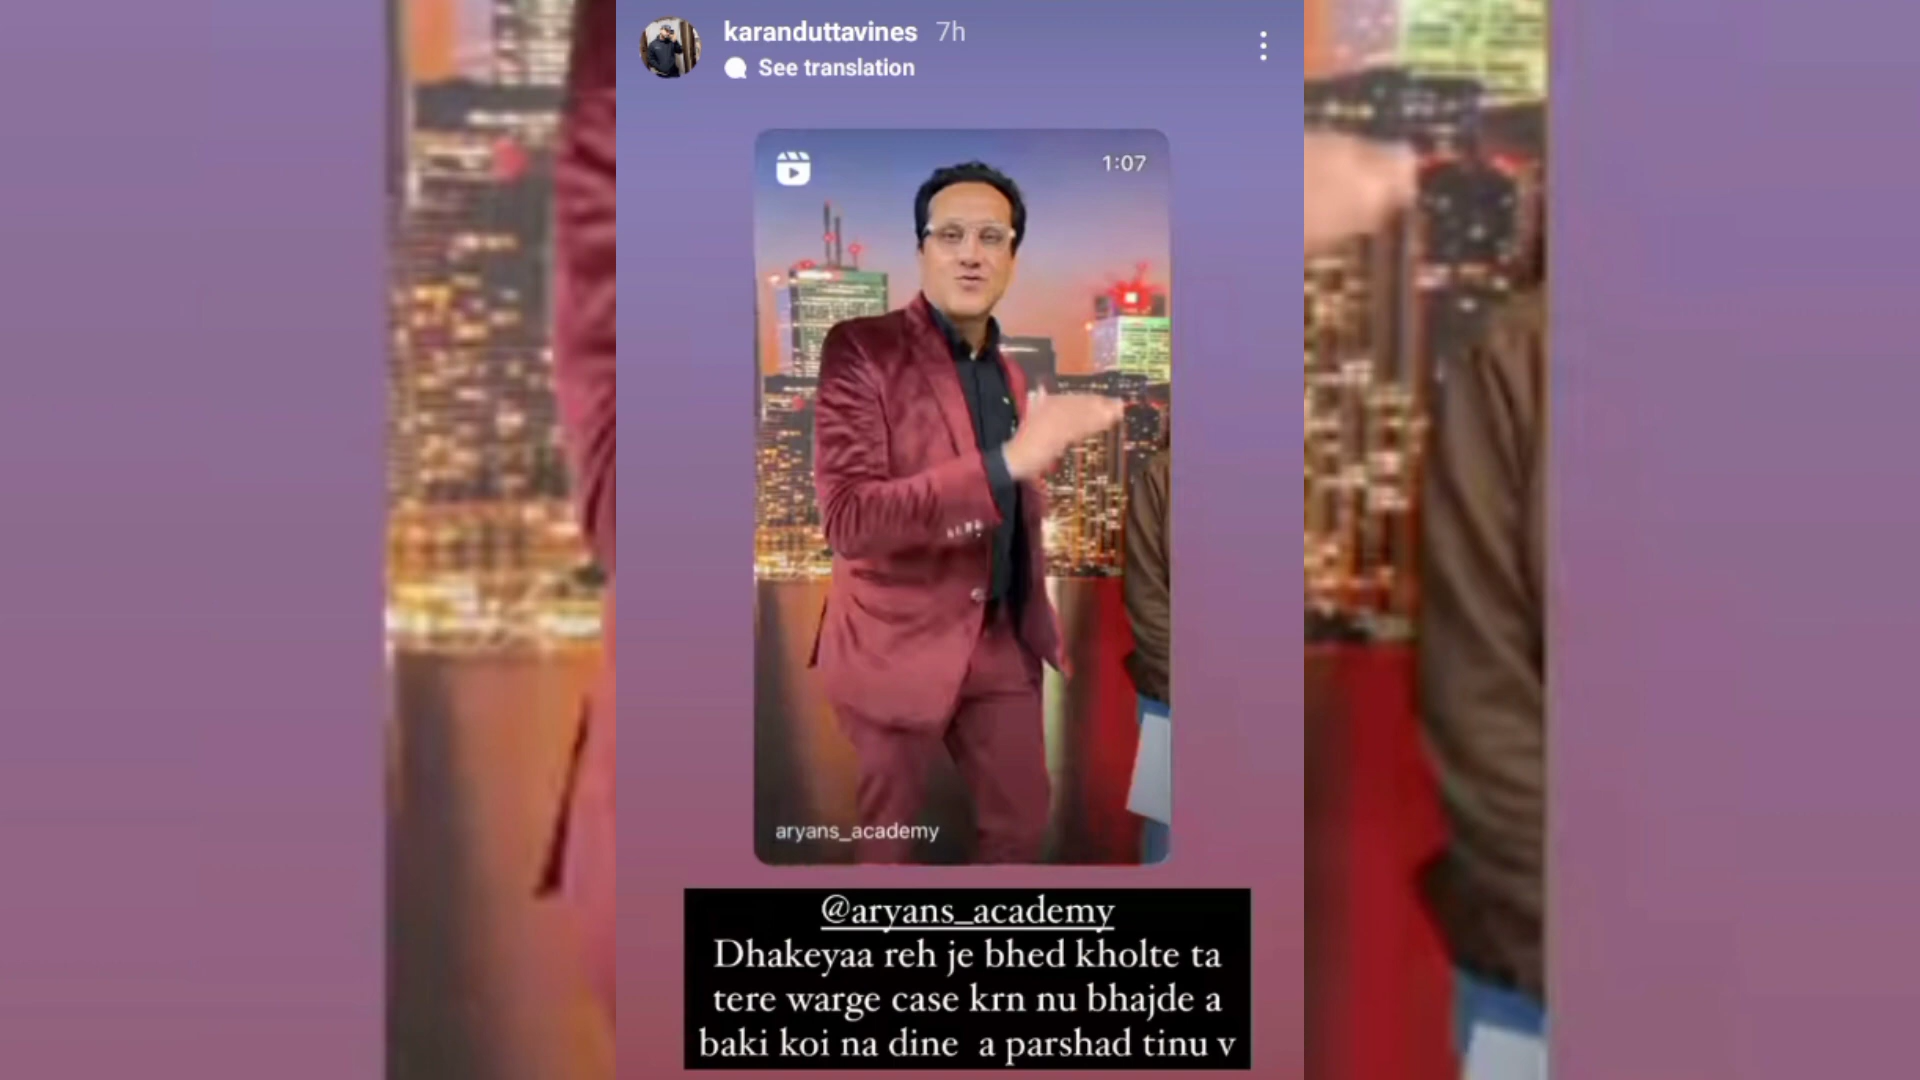 karanduttavines 7h
See translation
1:07
aryans_academy
@aryans_academy
Dhakeyaa reh je bhed kholte ta
tere warge case krn nu bhajde a
baki koi na dine a parshad tinu v